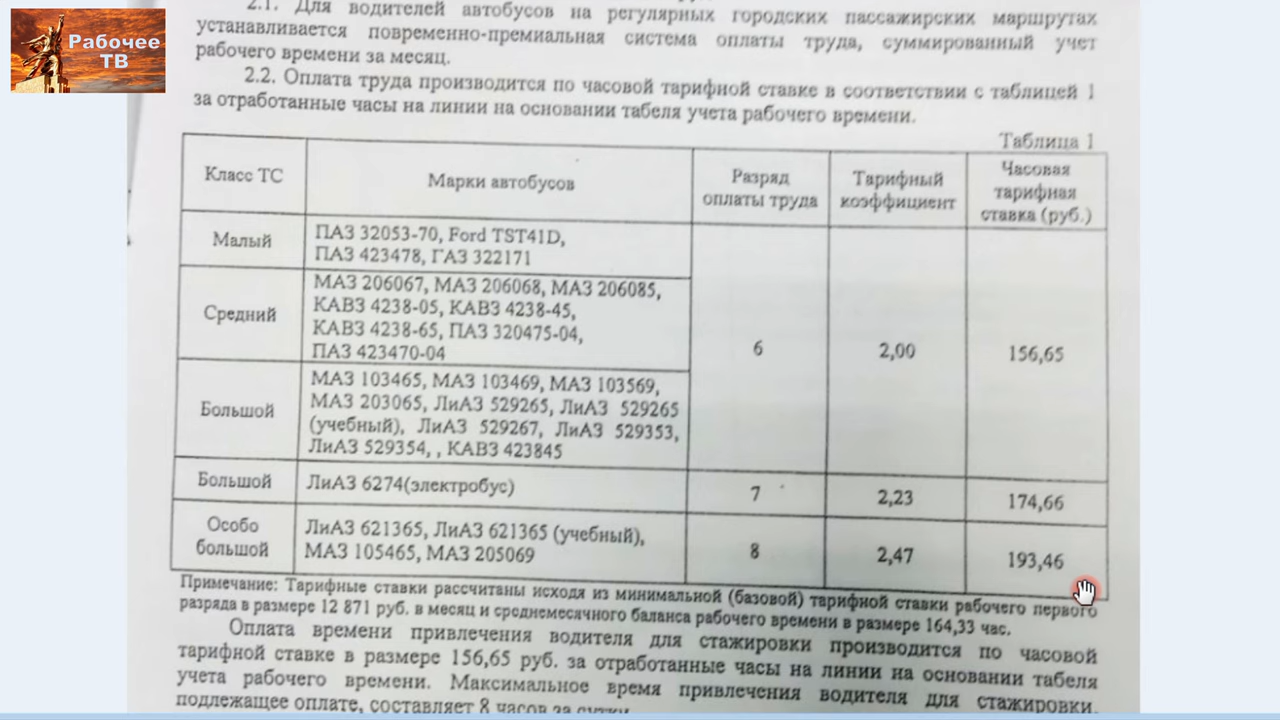 Рабочее
ТВ
2.1. Для водителей автобусов на регулярных городских пассажирских маршрутах
устанавливается повременно-премиальная система оплаты труда, суммированный учет
рабочего времени за месяц.
2.2. Оплата труда производится по часовой тарифной ставке в соответствии с таблицей 1
за отработанные часы на линии на основании табеля учета рабочего времени.
Таблица 1
Класс ТС
Марки автобусов
Разряд
оплаты труда
Тарифный
коэффициент
Часовая
тарифная
ставка (руб.)
Малый
ПАЗ 32053-70, Ford TST41D,
ПАЗ 423478, ГАЗ 322171
Средний
МАЗ 206067, МАЗ 206068, МАЗ 206085,
КАВЗ 4238-05, КАВЗ 4238-45,
КАВЗ 4238-65, ПАЗ 320475-04,
ПАЗ 423470-04
Большой
МАЗ 103465, МАЗ 103469, МАЗ 103569,
МАЗ 203065, ЛиАЗ 529265, ЛиАЗ 529265
(учебный), ЛиАЗ 529267, ЛиАЗ 529353,
ЛиАЗ 529354, , КАВЗ 423845
6
2,00
156,65
Большой
ЛиАЗ 6274(электробус)
7
2,23
174,66
Особо
большой
ЛиАЗ 621365, ЛиАЗ 621365 (учебный),
МАЗ 105465, МАЗ 205069
8
2,47
193,46
Примечание: Тарифные ставки рассчитаны исходя из минимальной (базовой) тарифной ставки рабочего первого
разряда в размере 12 871 руб. в месяц и среднемесячного баланса рабочего времени в размере 164,33 час.
Оплата времени привлечения водителя для стажировки производится по часовой
тарифной ставке в размере 156,65 руб. за отработанные часы на линии на основании табеля
учета рабочего времени. Максимальное время привлечения водителя для стажировки,
подлежащее оплате, составляет 8 часов за сутки